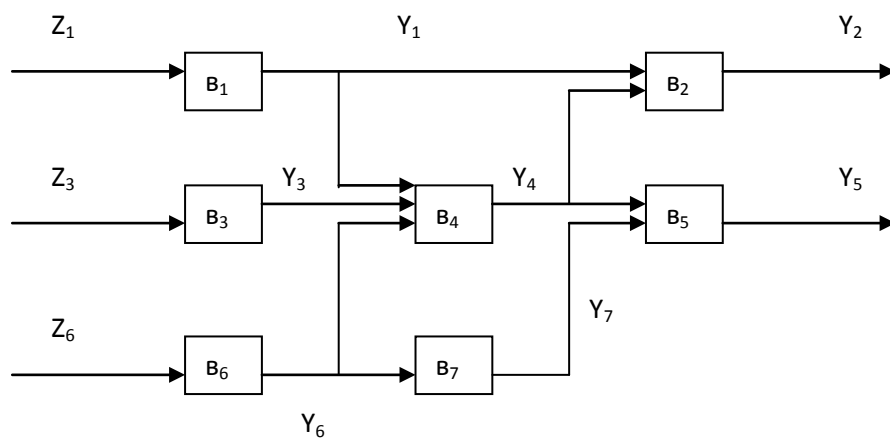 Z₁ Y₁ Y₂
B₁ B₂
Z₃ Y₃ Y₄ Y₅
B₃ B₄ B₅
Z₆ Y₇
B₆ B₇
Y₆